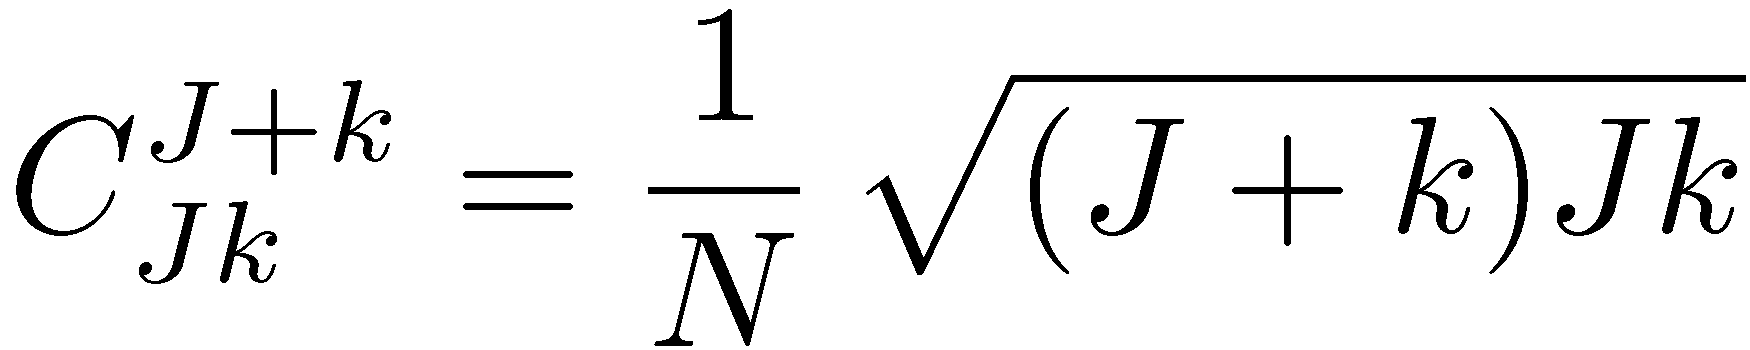 $C_{Jk}^{J+k} = \frac{1}{N} \sqrt{(J+k)Jk}$